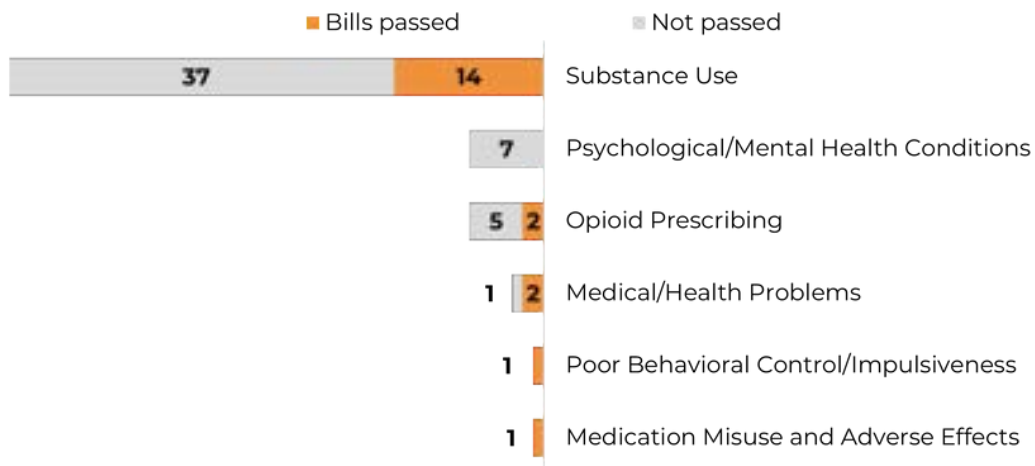 Bills passed Not passed
37 14 Substance Use
7 Psychological/Mental Health Conditions
5 2 Opioid Prescribing
1 2 Medical/Health Problems
1 Poor Behavioral Control/Impulsiveness
1 Medication Misuse and Adverse Effects